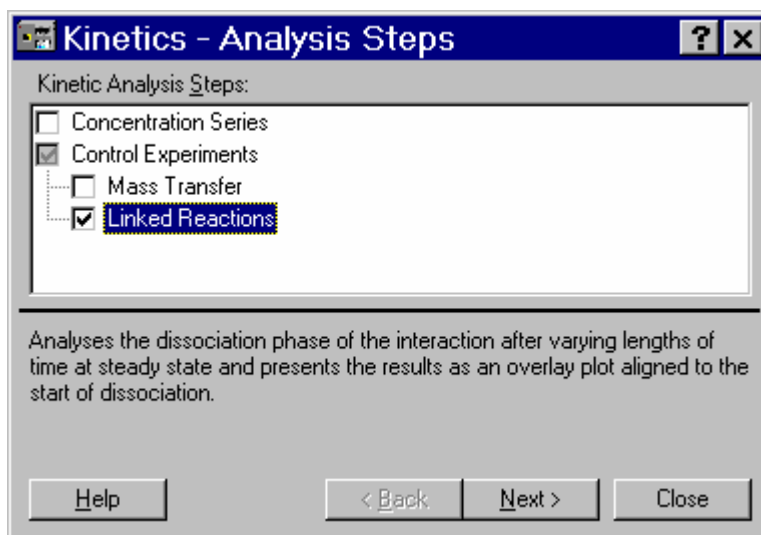 Kinetics - Analysis Steps
Kinetic Analysis Steps:
Concentration Series
Control Experiments
Mass Transfer
Linked Reactions
Analyses the dissociation phase of the interaction after varying lengths of
time at steady state and presents the results as an overlay plot aligned to the
start of dissociation.
Help
< Back
Next >
Close